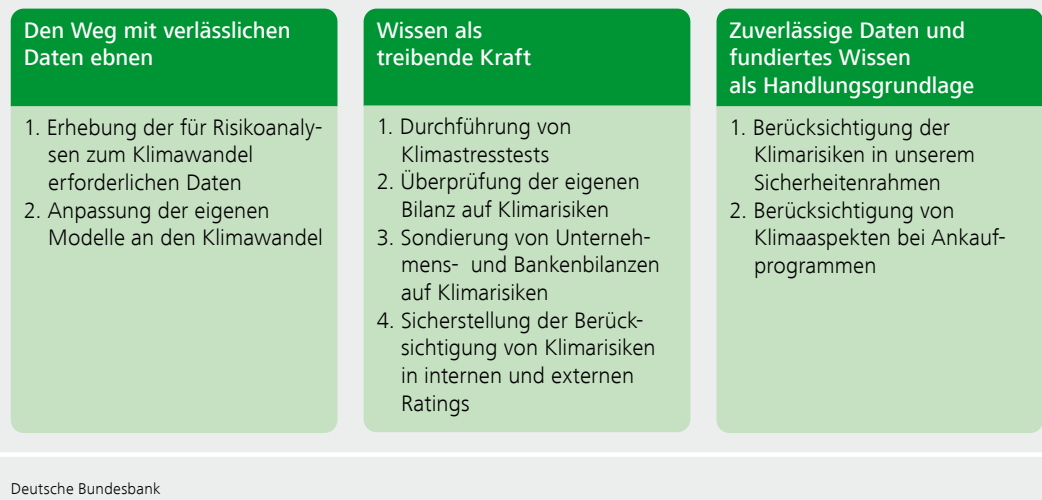 Den Weg mit verlässlichen
Daten ebnen
1. Erhebung der für Risikoanaly-
sen zum Klimawandel
erforderlichen Daten
2. Anpassung der eigenen
Modelle an den Klimawandel
Wissen als
treibende Kraft
1. Durchführung von
Klimastresstests
2. Überprüfung der eigenen
Bilanz auf Klimarisiken
3. Sondierung von Unterneh-
mens- und Bankenbilanzen
auf Klimarisiken
4. Sicherstellung der Berück-
sichtigung von Klimarisiken
in internen und externen
Ratings
Zuverlässige Daten und
fundiertes Wissen
als Handlungsgrundlage
1. Berücksichtigung der
Klimarisiken in unserem
Sicherheitenrahmen
2. Berücksichtigung von
Klimaaspekten bei Ankauf-
programmen
Deutsche Bundesbank